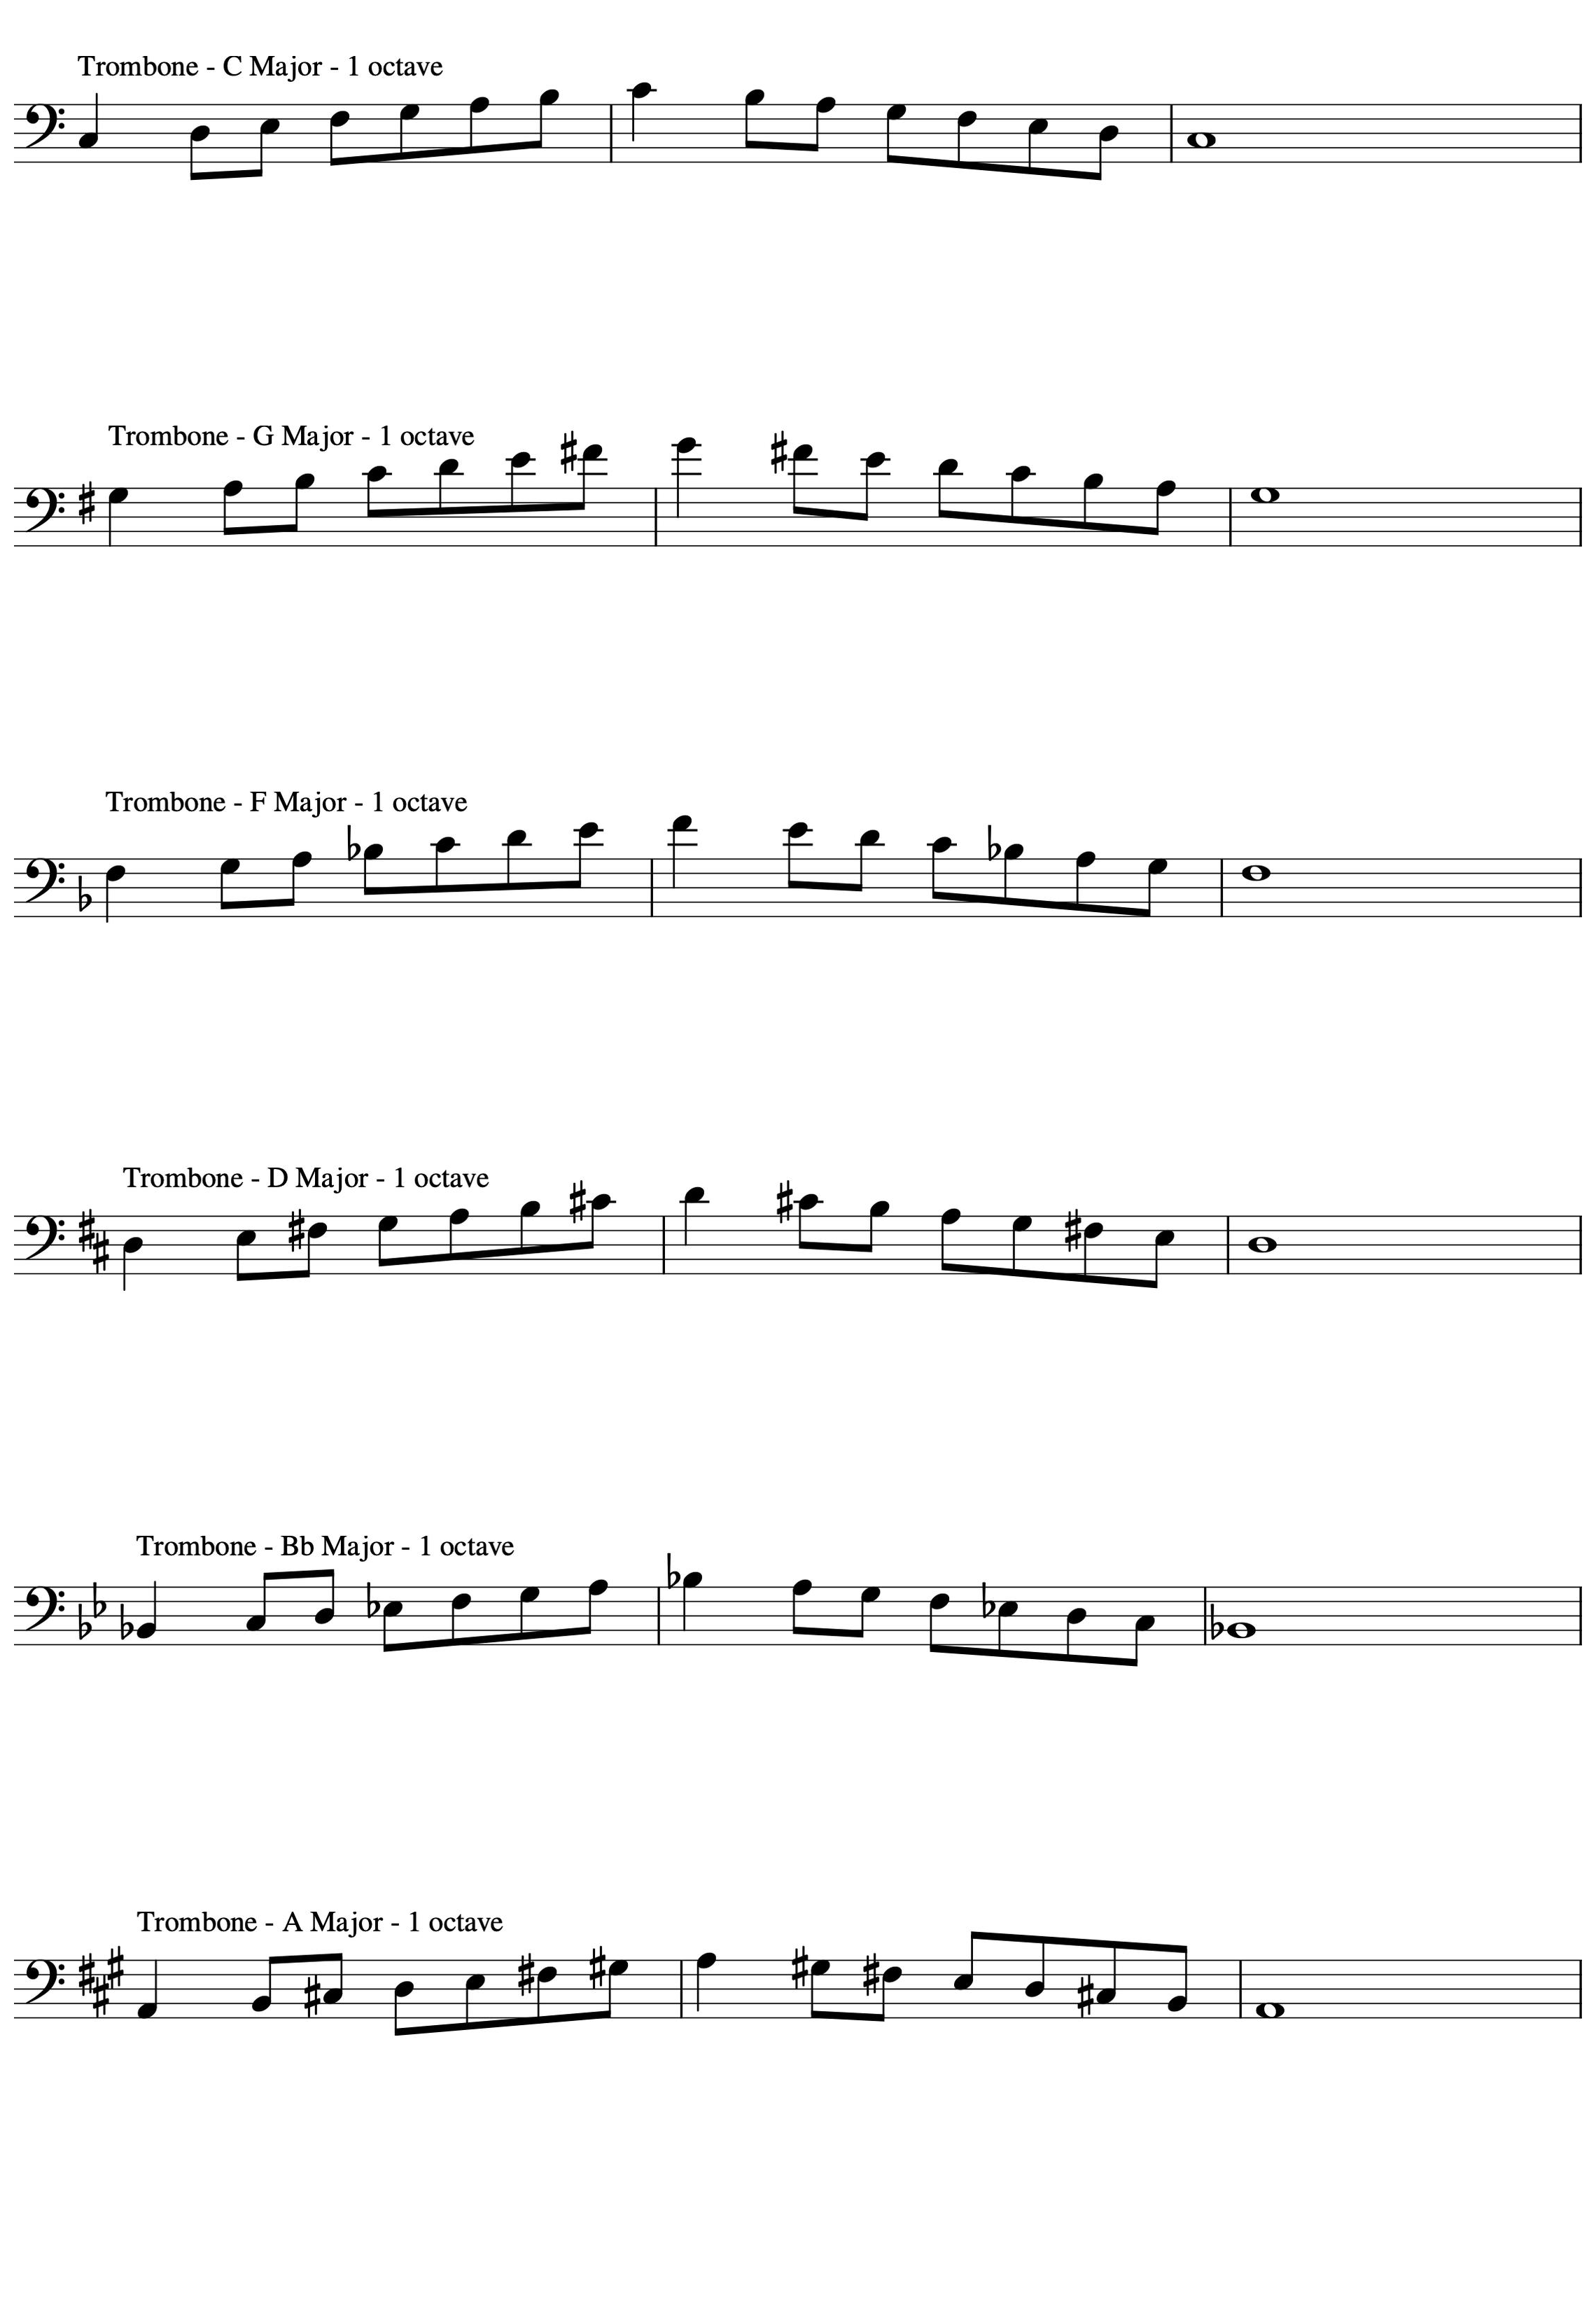 Trombone - C Major - 1 octave
Trombone - G Major - 1 octave
Trombone - F Major - 1 octave
Trombone - D Major - 1 octave
Trombone - Bb Major - 1 octave
Trombone - A Major - 1 octave